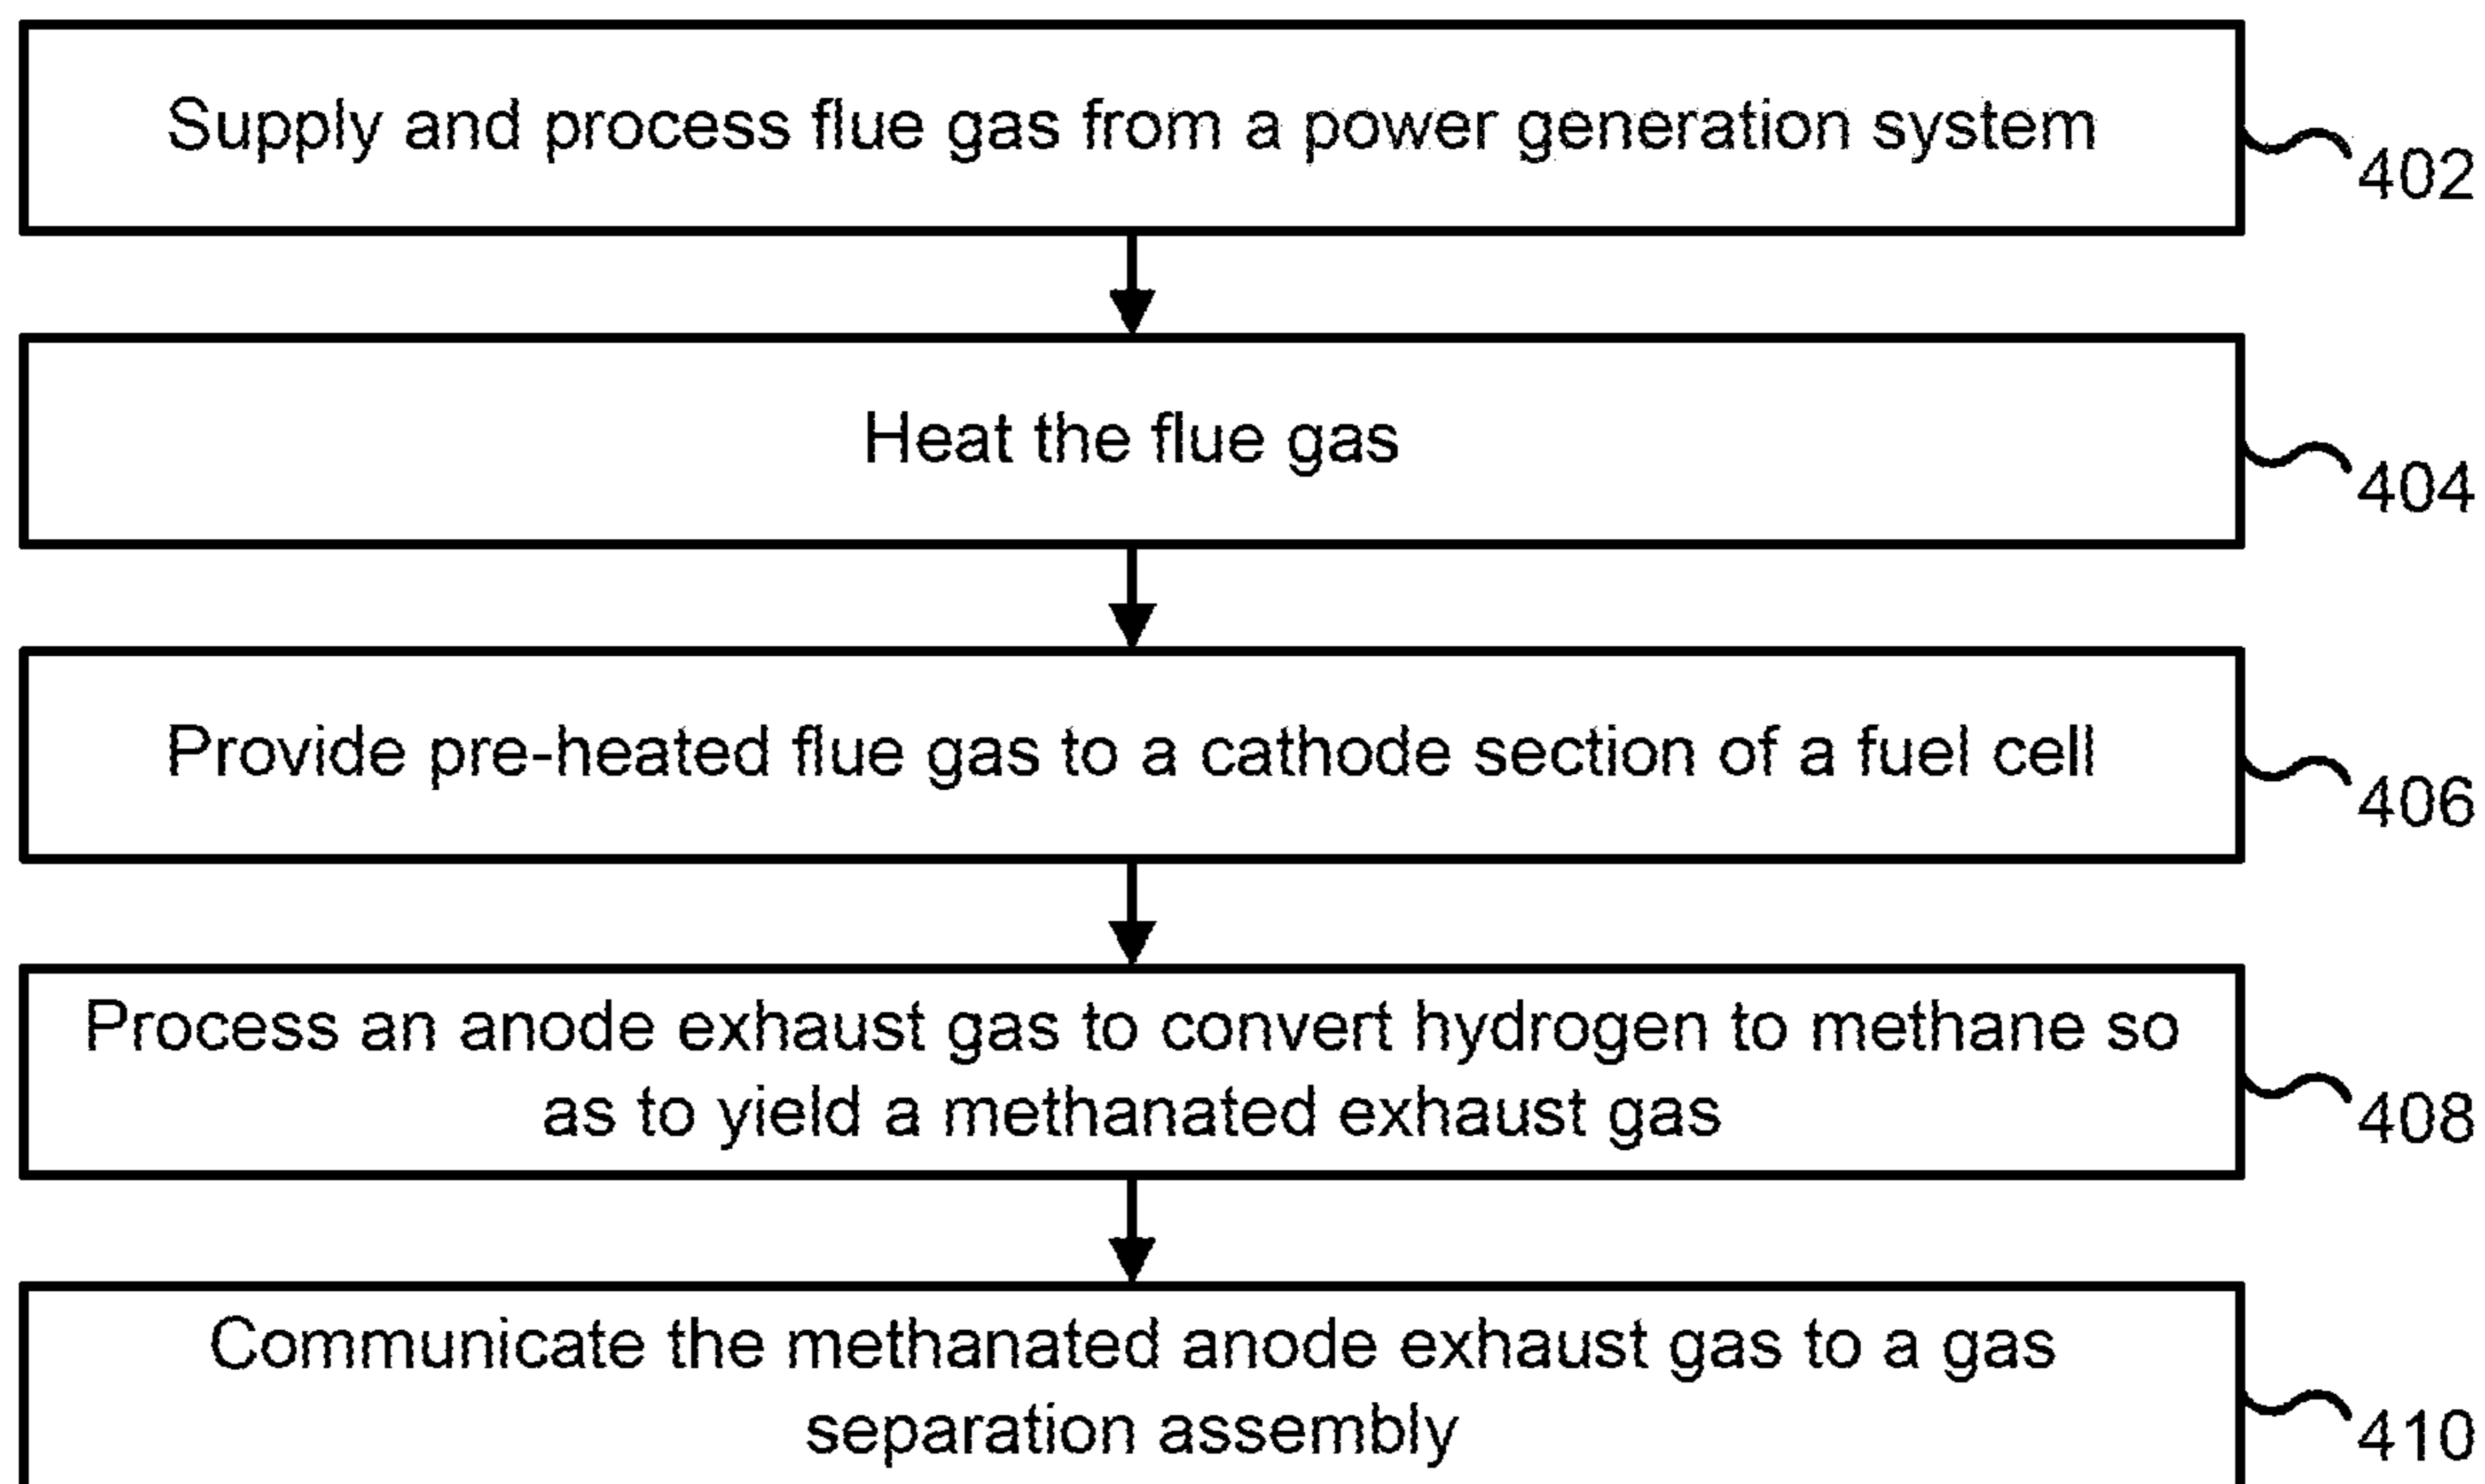 Supply and process flue gas from a power generation system
402
Heat the flue gas
404
Provide pre-heated flue gas to a cathode section of a fuel cell
406
Process an anode exhaust gas to convert hydrogen to methane so
as to yield a methanated exhaust gas
408
Communicate the methanated anode exhaust gas to a gas
separation assembly
410